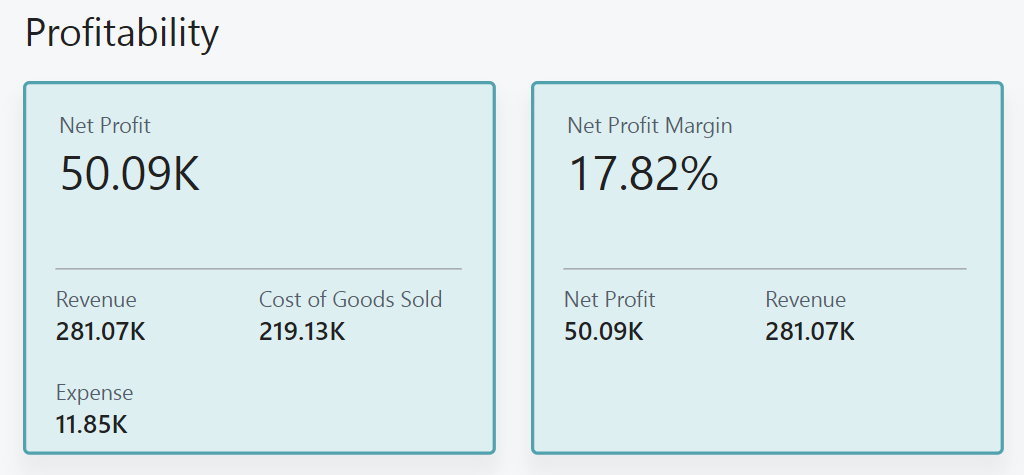 Profitability
Net Profit
50.09K
Revenue
281.07K
Cost of Goods Sold
219.13K
Expense
11.85K
Net Profit Margin
17.82%
Net Profit
50.09K
Revenue
281.07K